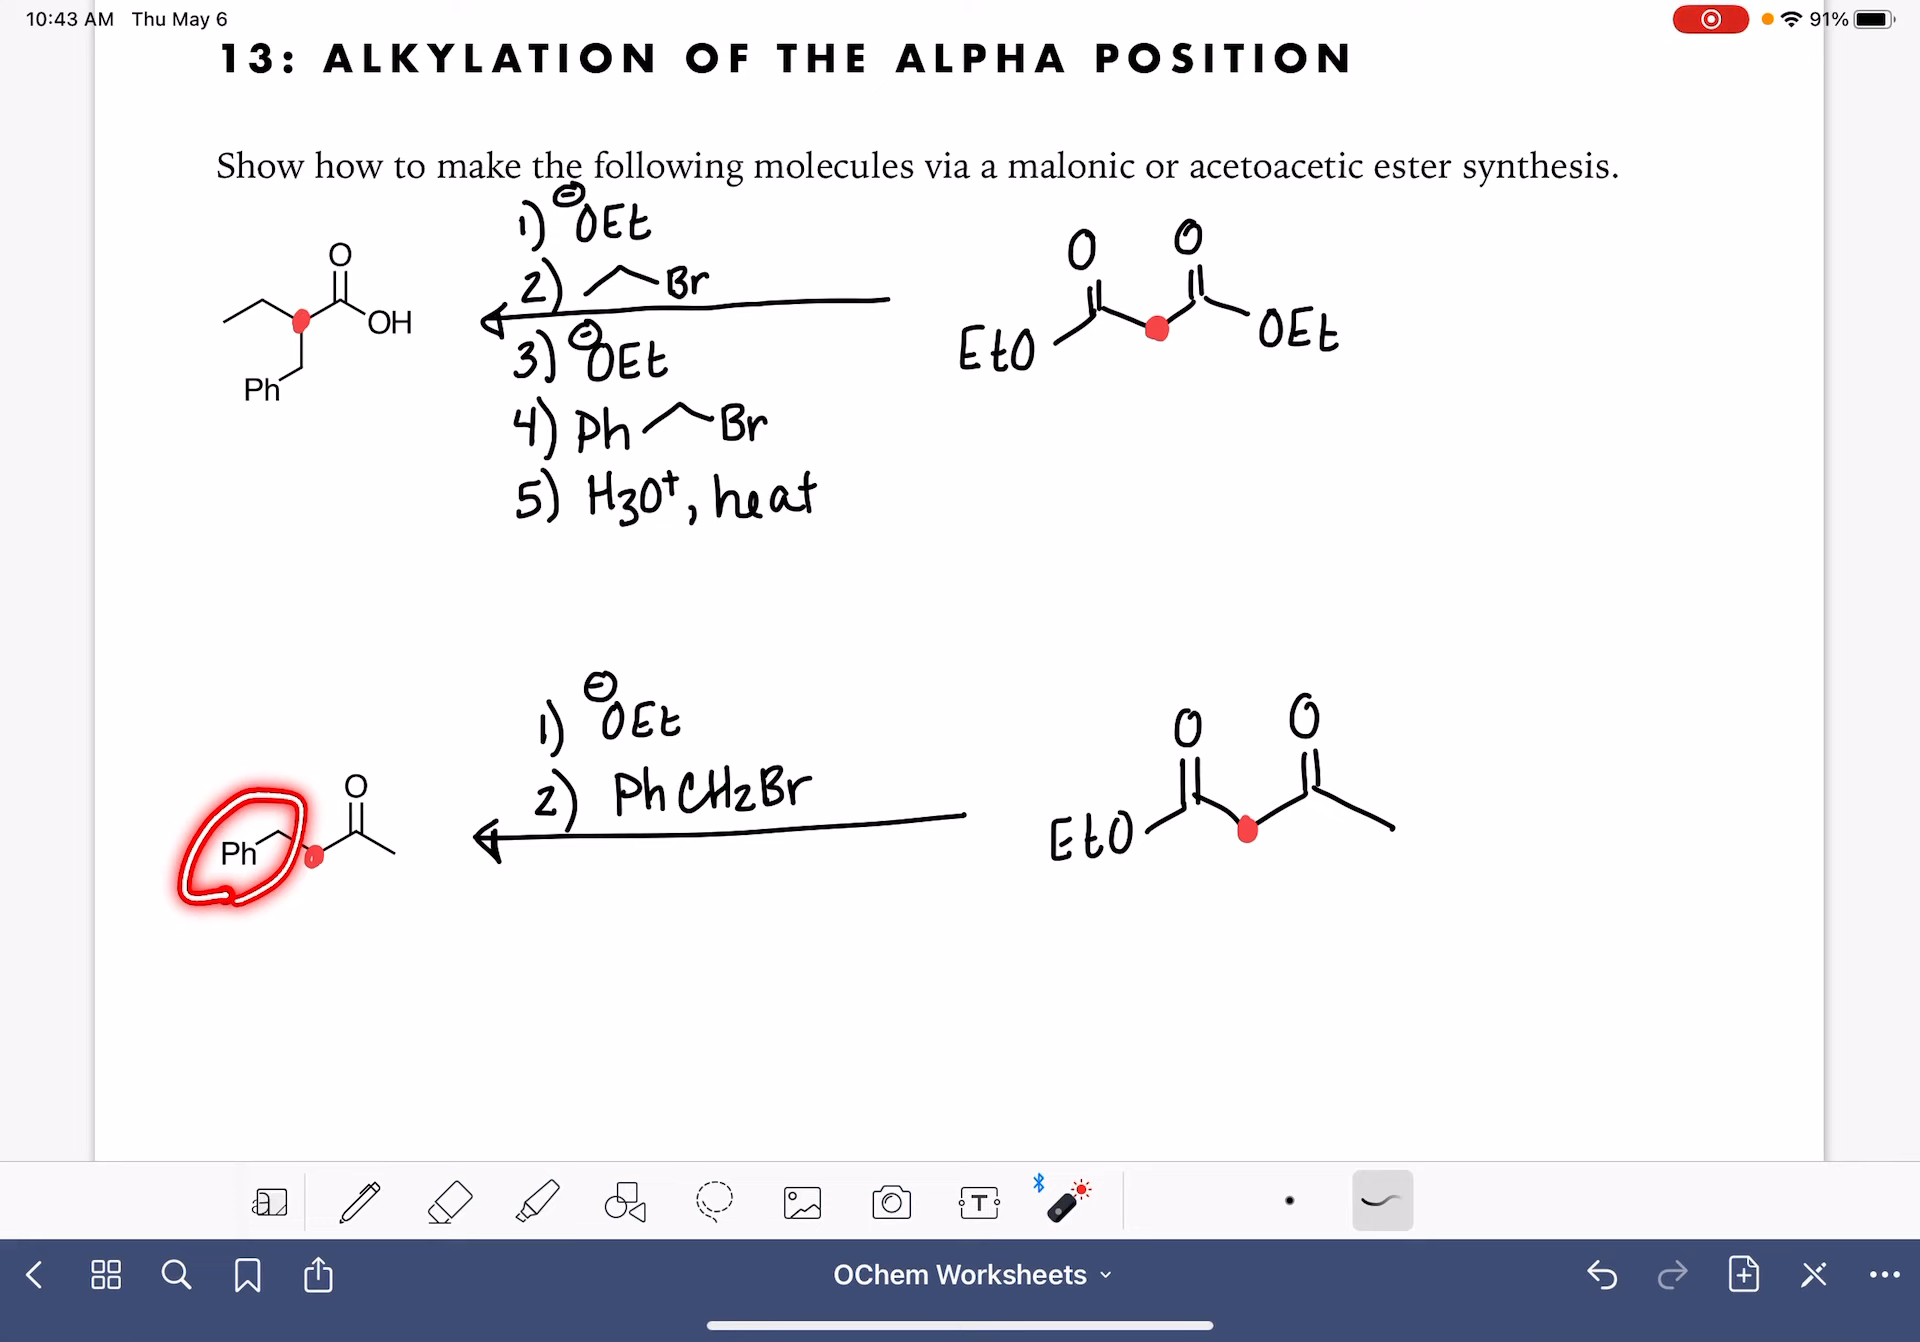 10:43 AM Thu May 6
91%
13: ALKYLATION OF THE ALPHA POSITION
Show how to make the following molecules via a malonic or acetoacetic ester synthesis.
1) ⊖OEt
2) Br
3) ⊖OEt
4) Ph Br
5) H3O+, heat
O
OH
Ph
O O
EtO OEt
1) ⊖OEt
2) PhCH2Br
O
Ph
O O
EtO
a
T
OChem Worksheets